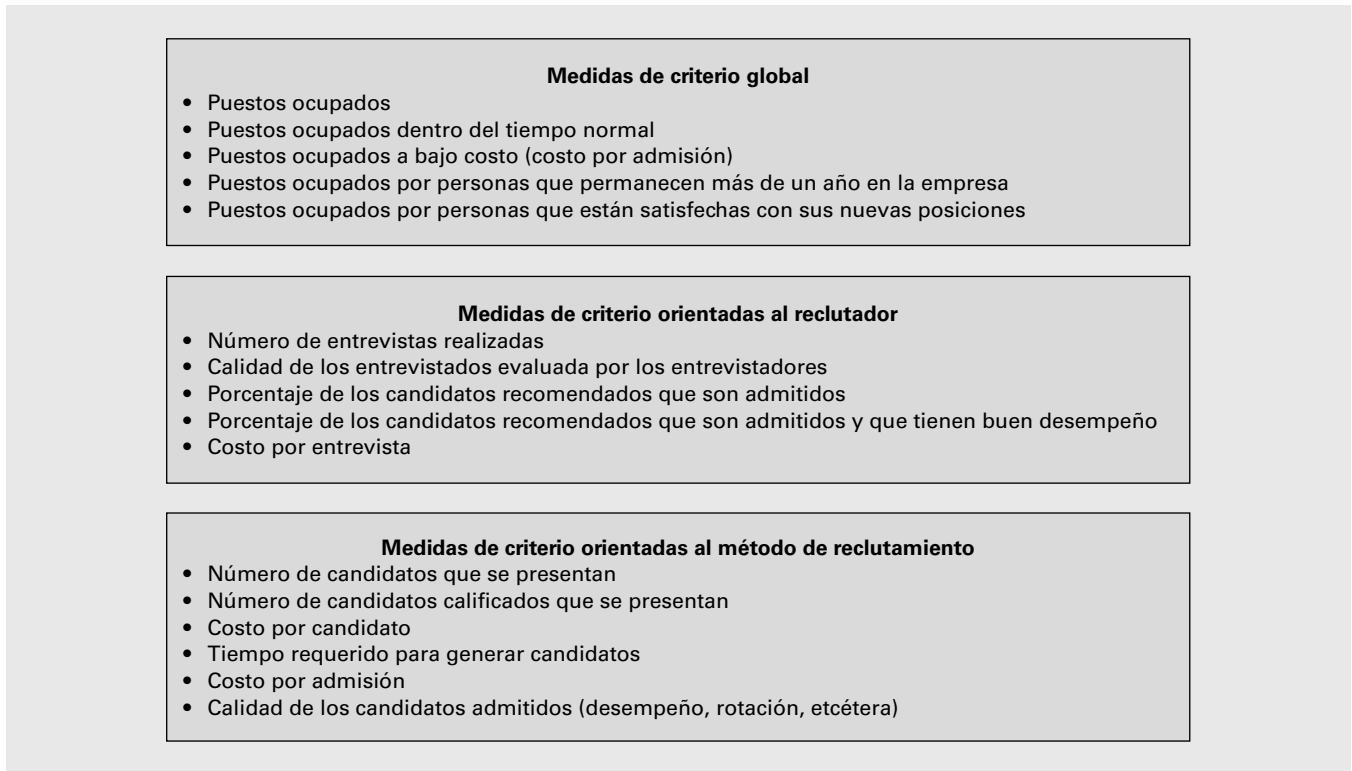 Medidas de criterio global
• Puestos ocupados
• Puestos ocupados dentro del tiempo normal
• Puestos ocupados a bajo costo (costo por admisión)
• Puestos ocupados por personas que permanecen más de un año en la empresa
• Puestos ocupados por personas que están satisfechas con sus nuevas posiciones
Medidas de criterio orientadas al reclutador
• Número de entrevistas realizadas
• Calidad de los entrevistados evaluada por los entrevistadores
• Porcentaje de los candidatos recomendados que son admitidos
• Porcentaje de los candidatos recomendados que son admitidos y que tienen buen desempeño
• Costo por entrevista
Medidas de criterio orientadas al método de reclutamiento
• Número de candidatos que se presentan
• Número de candidatos calificados que se presentan
• Costo por candidato
• Tiempo requerido para generar candidatos
• Costo por admisión
• Calidad de los candidatos admitidos (desempeño, rotación, etcétera)